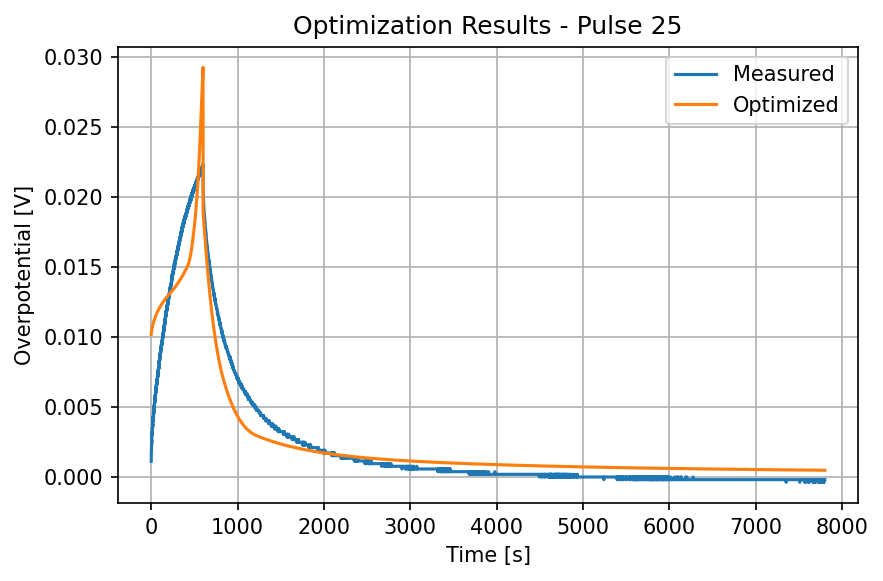 Optimization Results - Pulse 25
Measured
Optimized
Overpotential [V]
0.030
0.025
0.020
0.015
0.010
0.005
0.000
0 1000 2000 3000 4000 5000 6000 7000 8000
Time [s]